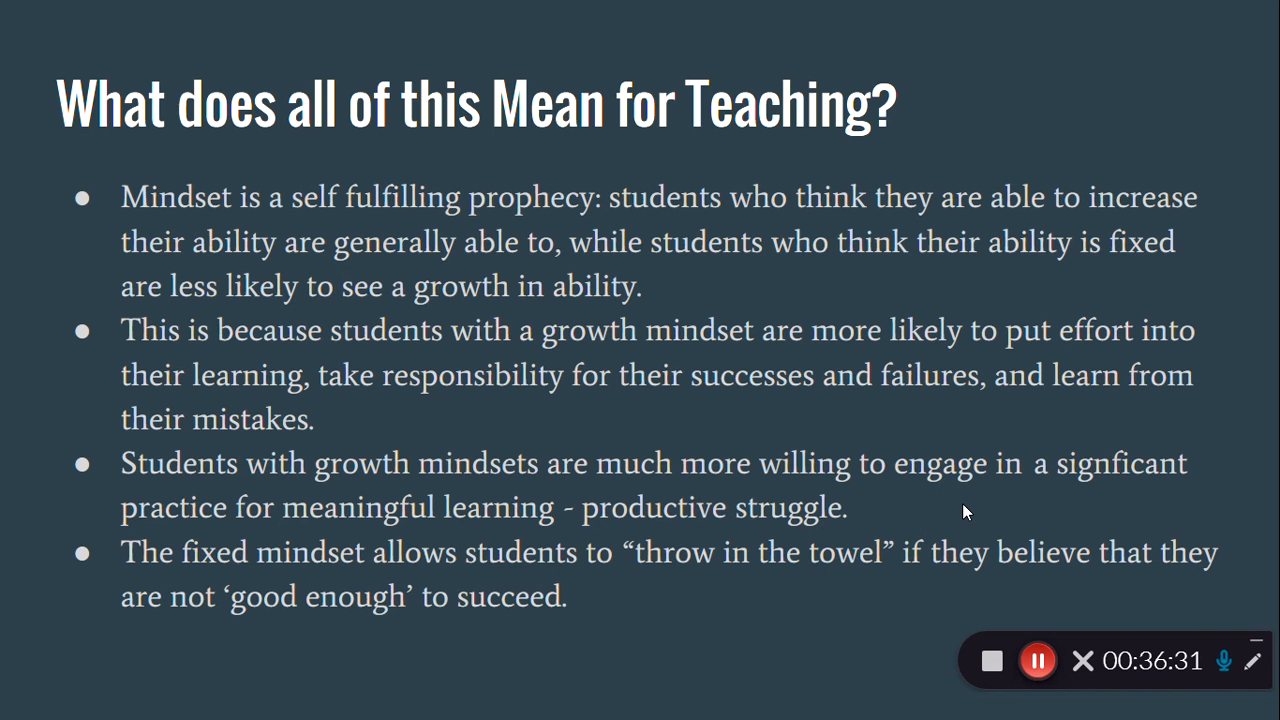 What does all of this Mean for Teaching?
● Mindset is a self fulfilling prophecy: students who think they are able to increase
their ability are generally able to, while students who think their ability is fixed
are less likely to see a growth in ability.
● This is because students with a growth mindset are more likely to put effort into
their learning, take responsibility for their successes and failures, and learn from
their mistakes.
● Students with growth mindsets are much more willing to engage in a signficant
practice for meaningful learning - productive struggle.
● The fixed mindset allows students to “throw in the towel” if they believe that they
are not ‘good enough’ to succeed.
00:36:31